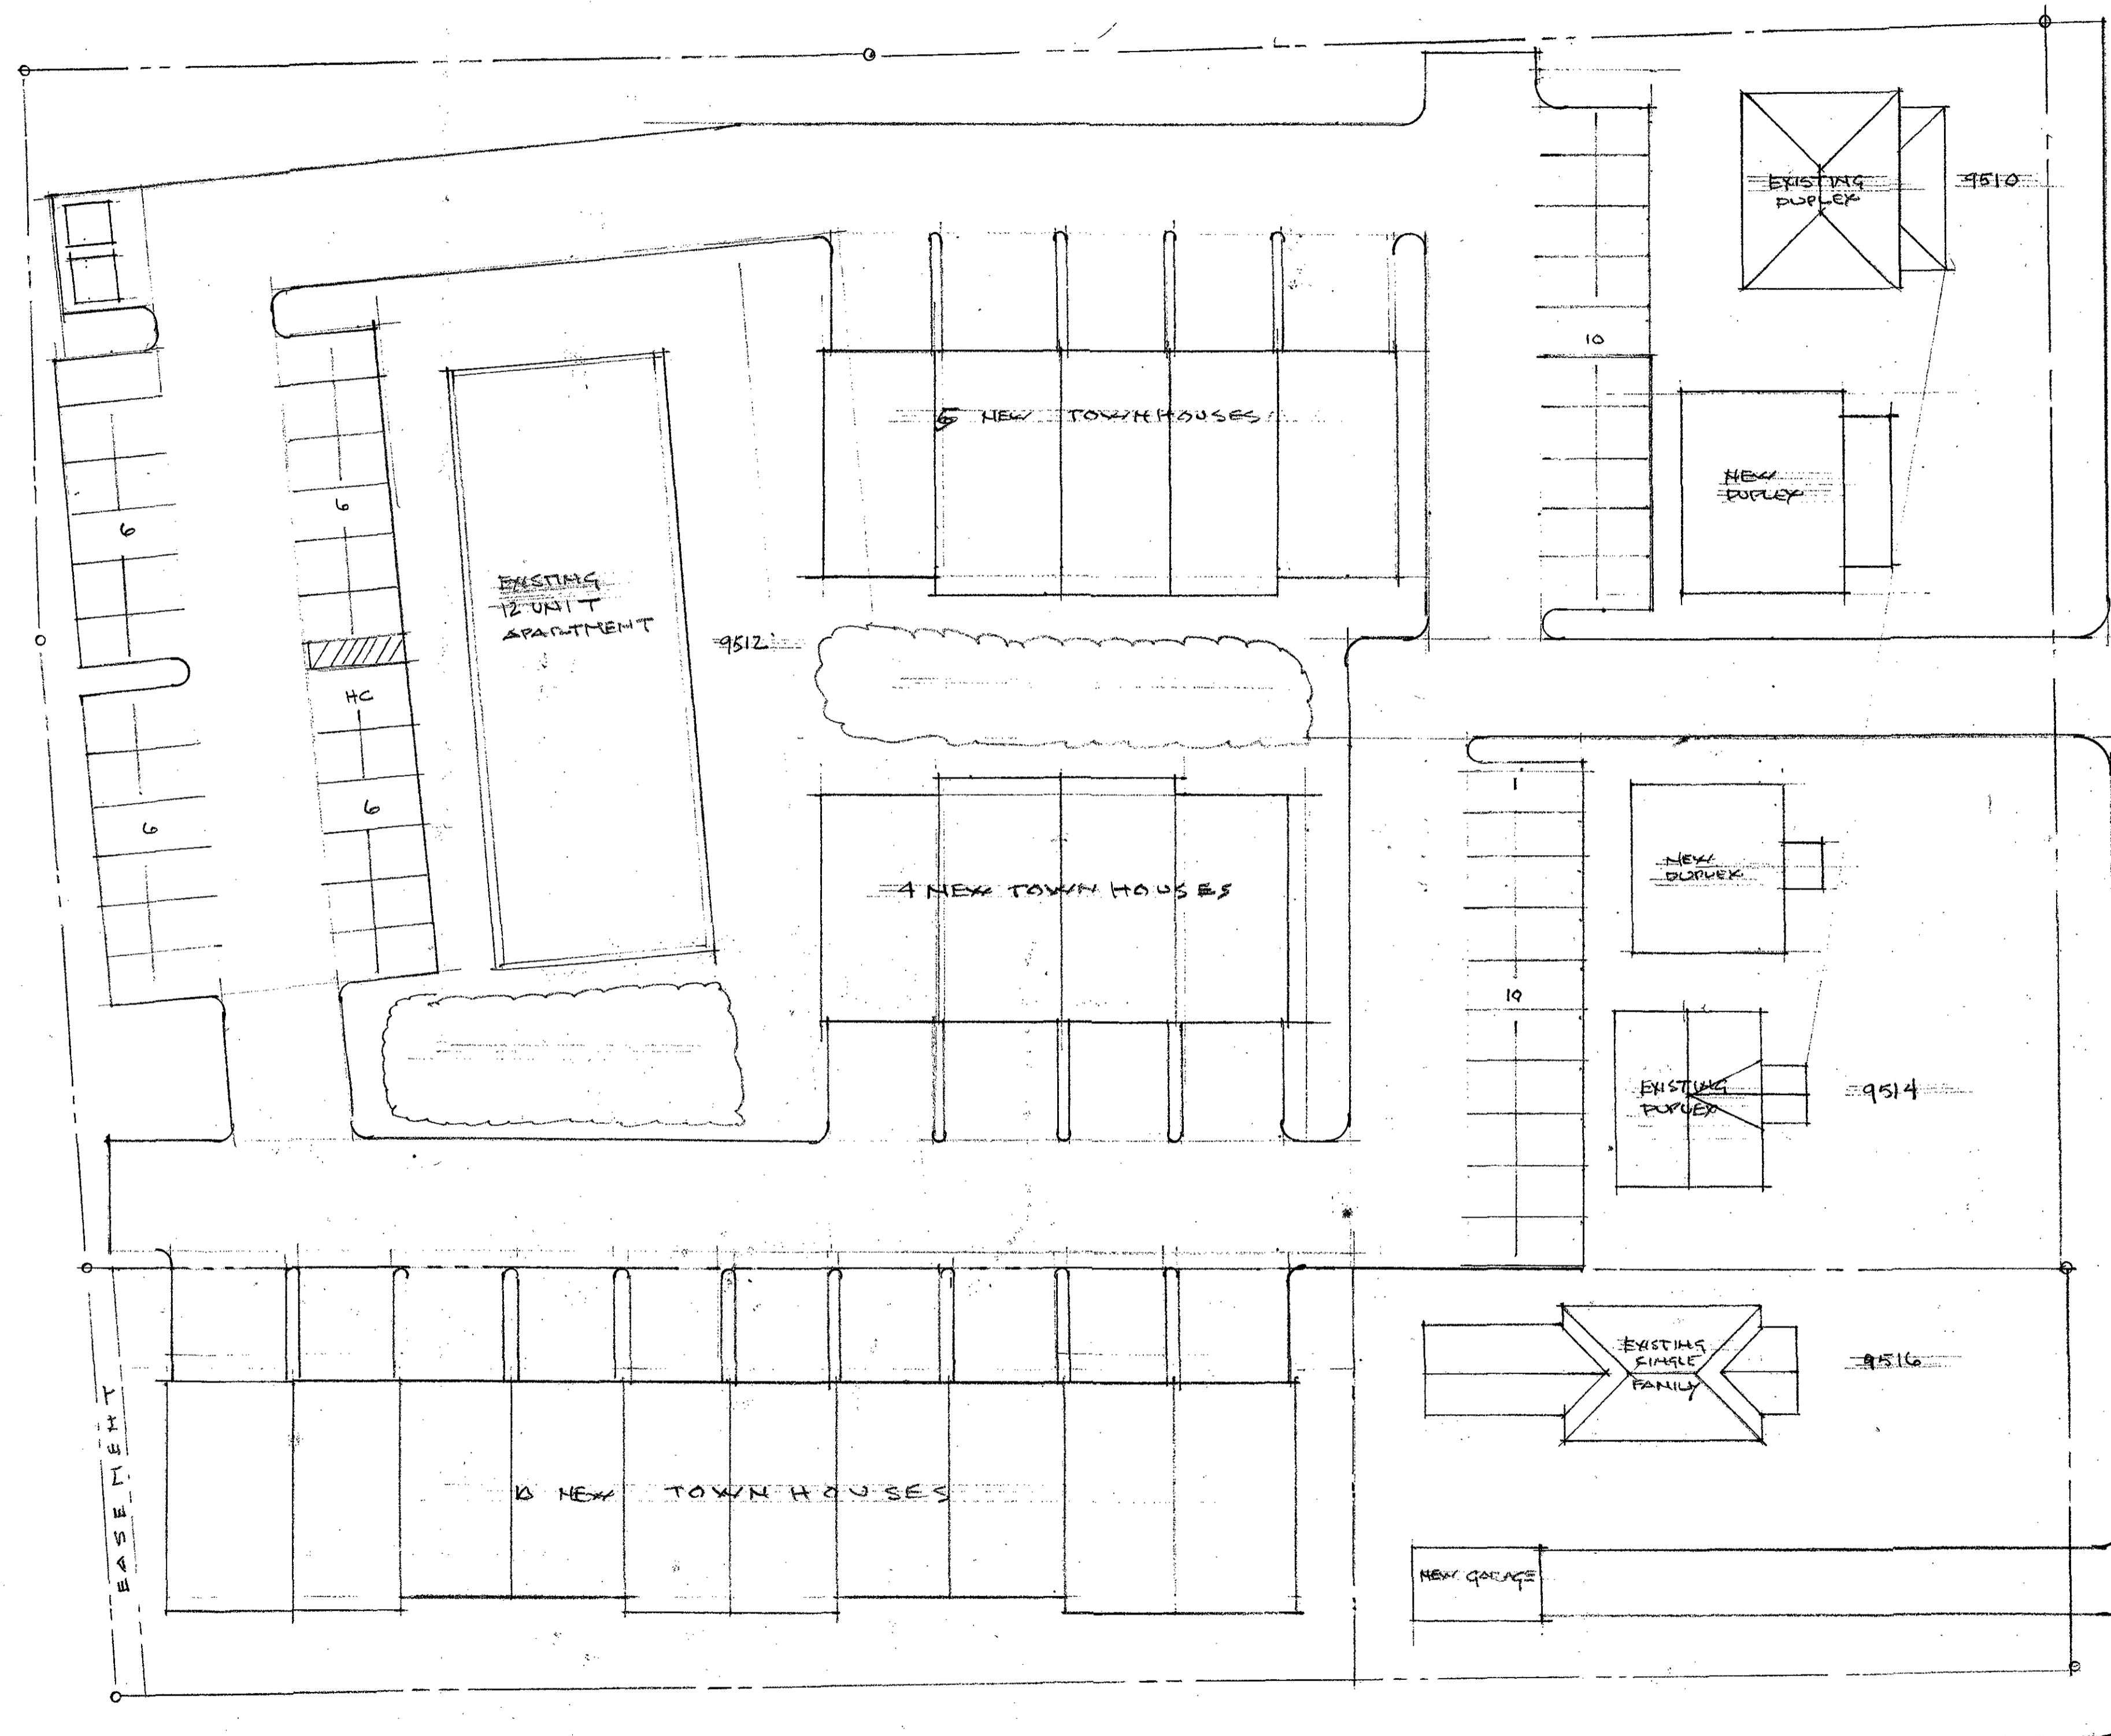 EXISTING
DUPLEX
9510
10
5 NEW TOWNHOUSES
NEW
DUPLEX
6
6
EXISTING
12 UNIT
APARTMENT
9512
HC
6
6
1
NEW
DUPLEX
4 NEW TOWN HOUSES
10
EXISTING
DUPLEX
9514
EXISTING
SINGLE
FAMILY
9516
EASEMENT
10 NEW TOWN HOUSES
NEW GARAGE